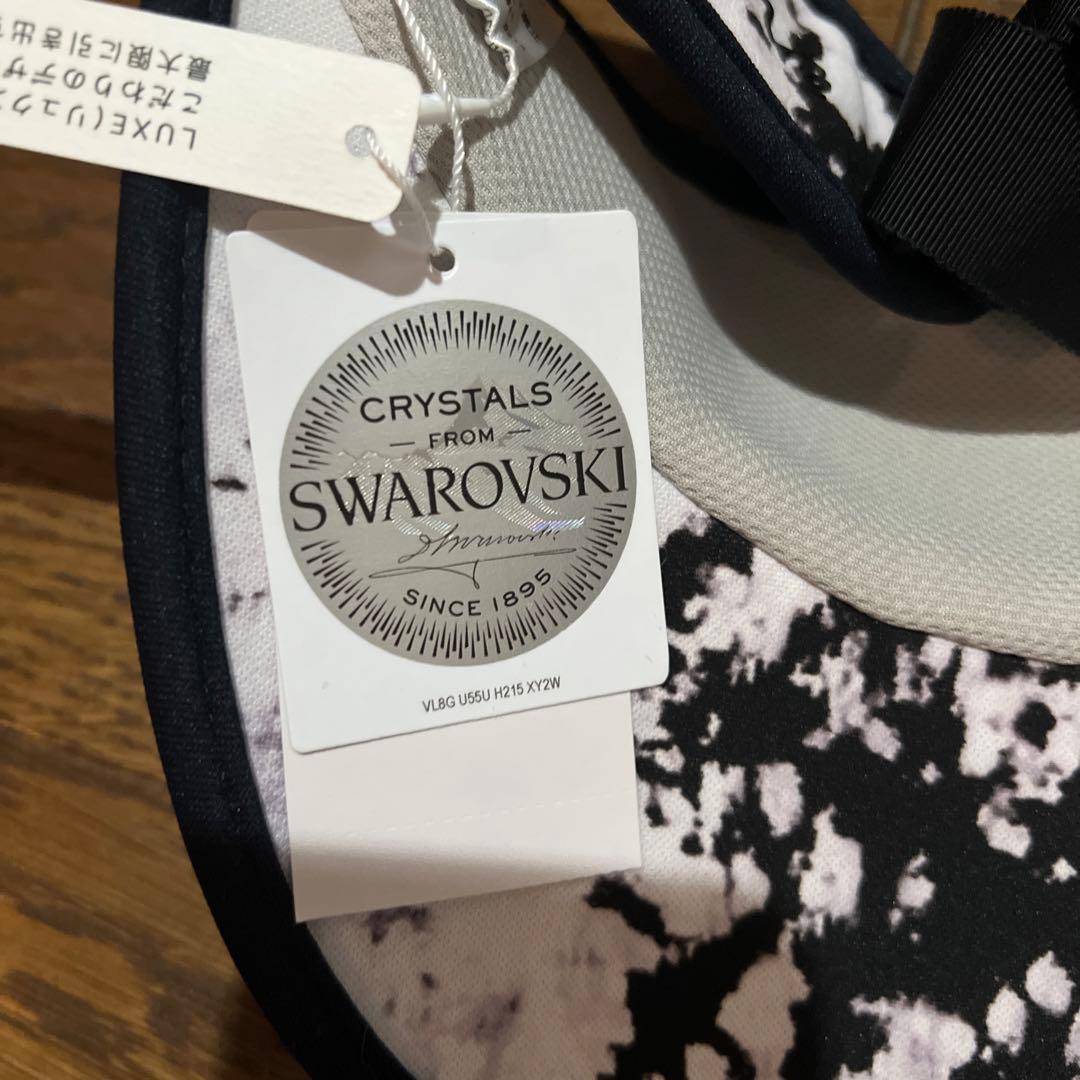 LUXE(リュクス
こだわりのデザ
最大限に引き出
CRYSTALS
— FROM —
SWAROVSKI
SINCE 1895
VL8G U55U H215 XY2W